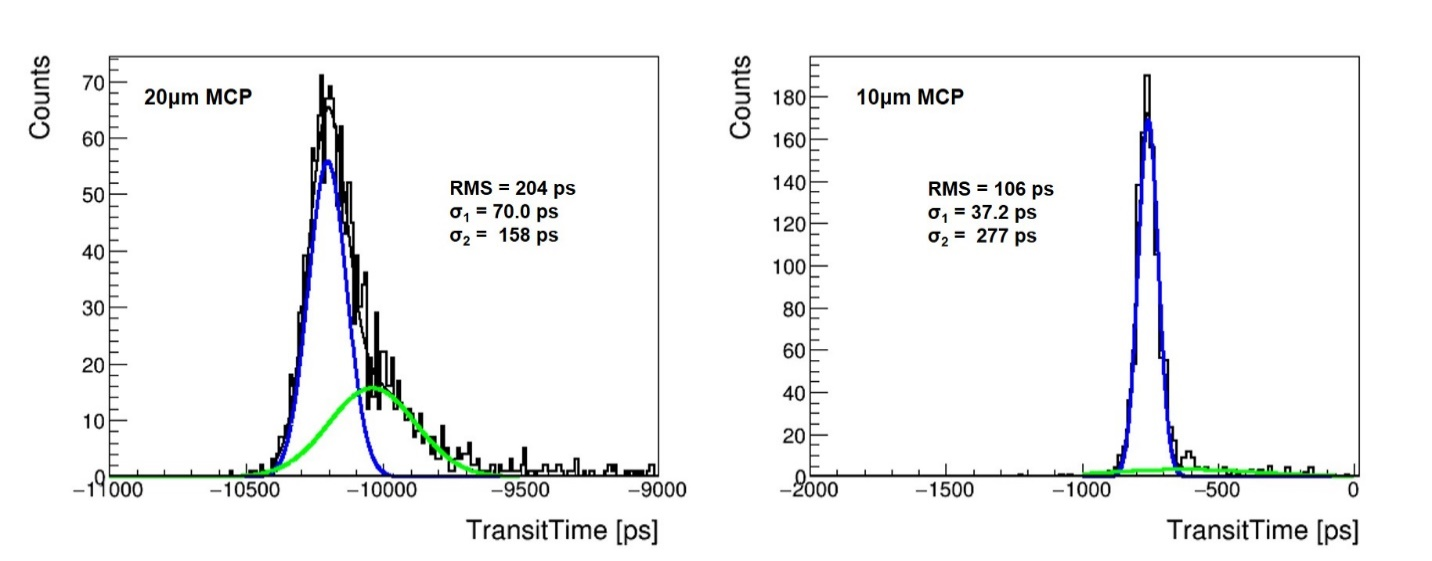 Counts
20μm MCP
70
60
50
40
30
20
10
0
RMS = 204 ps
σ₁ = 70.0 ps
σ₂ = 158 ps
−11000 −10500 −10000 −9500 −9000
TransitTime [ps]
Counts
10μm MCP
180
160
140
120
100
80
60
40
20
0
RMS = 106 ps
σ₁ = 37.2 ps
σ₂ = 277 ps
−2000 −1500 −1000 −500 0
TransitTime [ps]